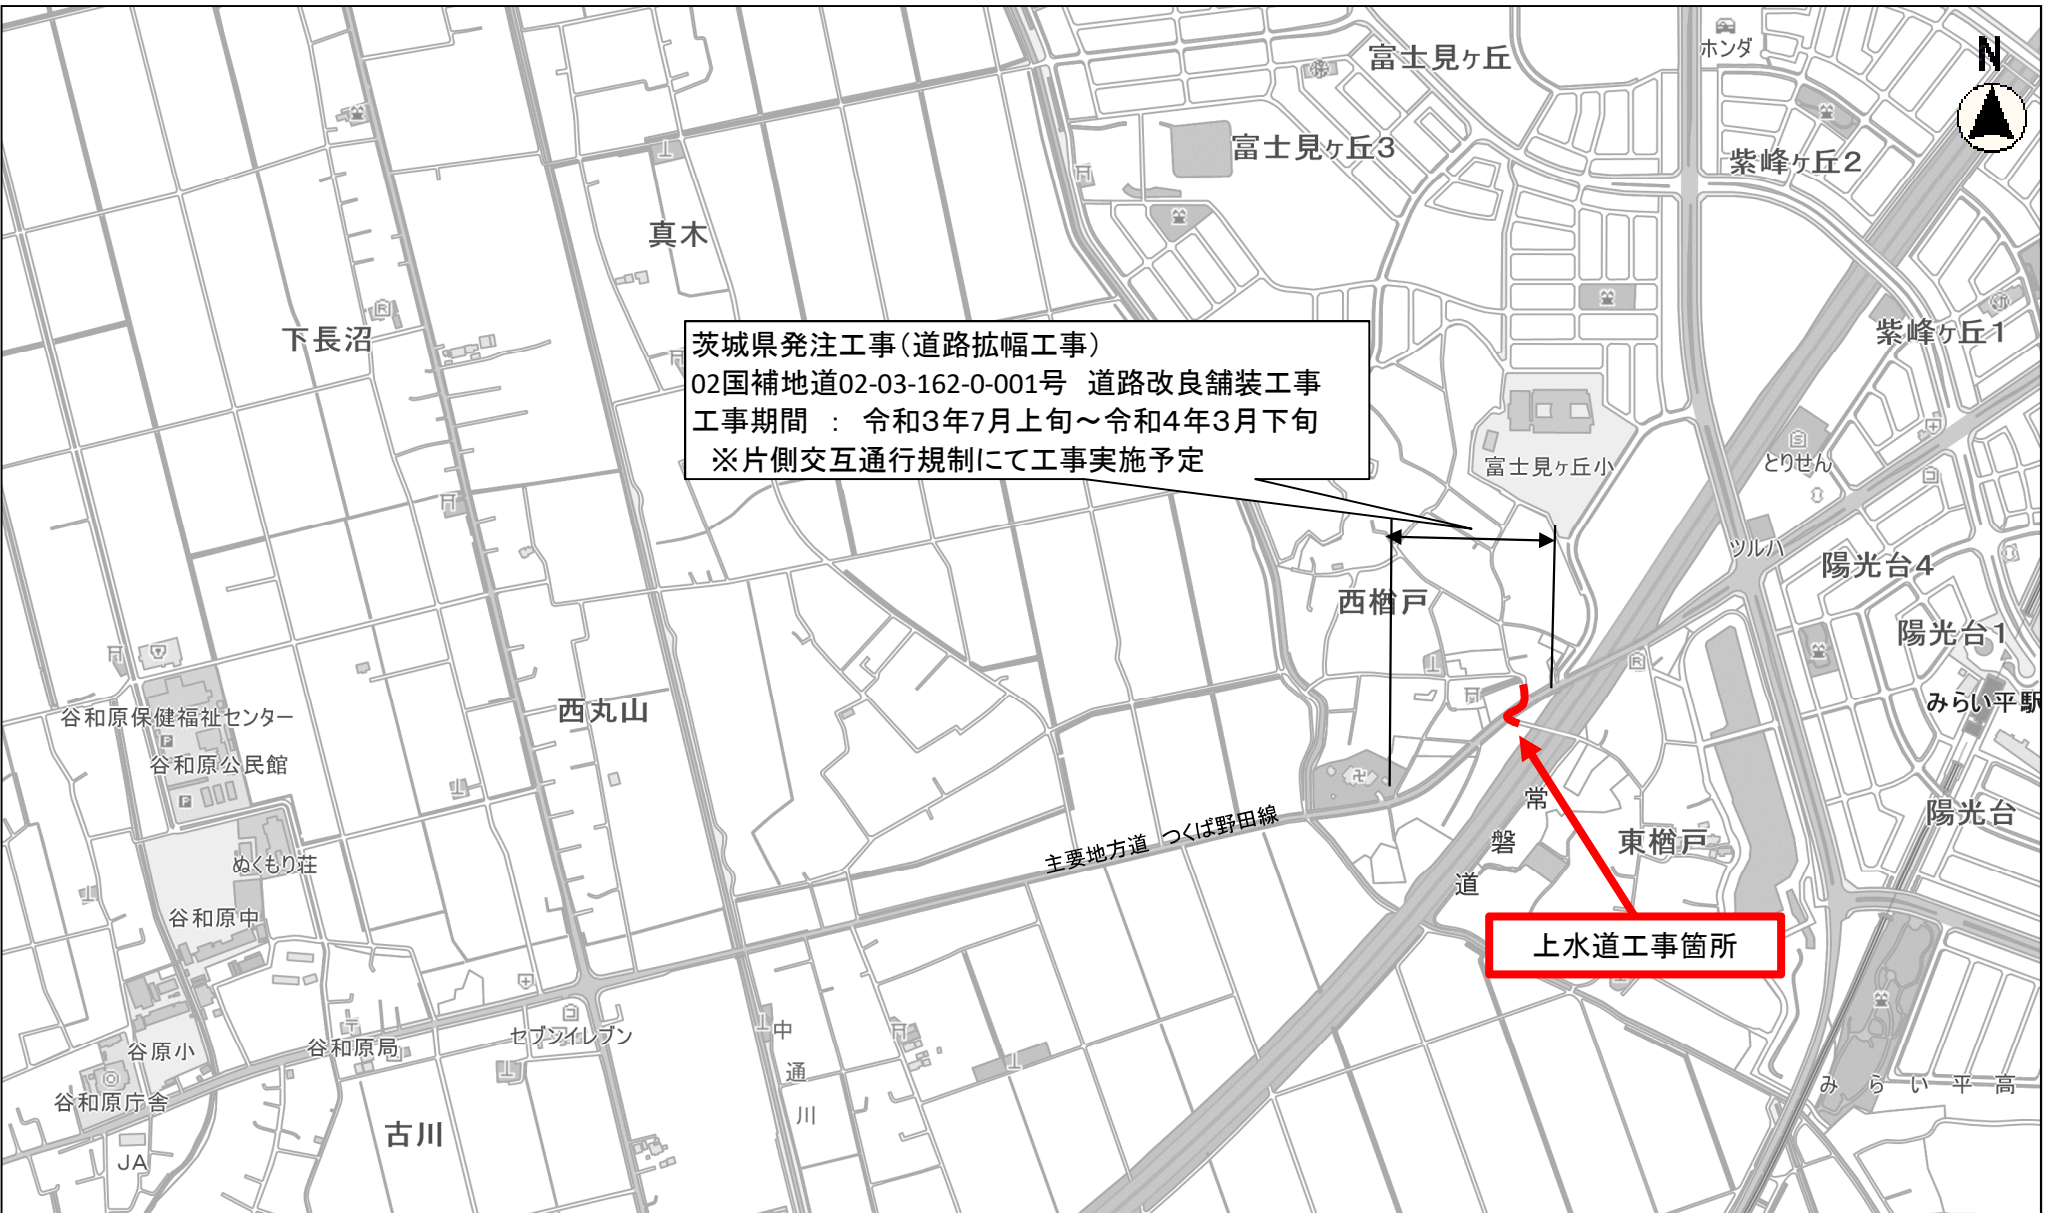 富士見ヶ丘
ホンダ
N
富士見ヶ丘3
紫峰ヶ丘2
真木
下長沼
紫峰ヶ丘1
茨城県発注工事（道路拡幅工事）
02国補地道02-03-162-0-001号　道路改良舗装工事
工事期間　：　令和3年7月上旬～令和4年3月下旬
※片側交互通行規制にて工事実施予定
富士見ヶ丘小
とりせん
ツルハ
陽光台4
西楢戸
陽光台1
みらい平駅
谷和原保健福祉センター
西丸山
谷和原公民館
常磐道
陽光台
主要地方道　つくば野田線
東楢戸
ぬくもり荘
谷和原中
上水道工事箇所
セブンイレブン
中通川
谷和原局
谷原小
谷和原庁舎
みらい平高
古川
JA